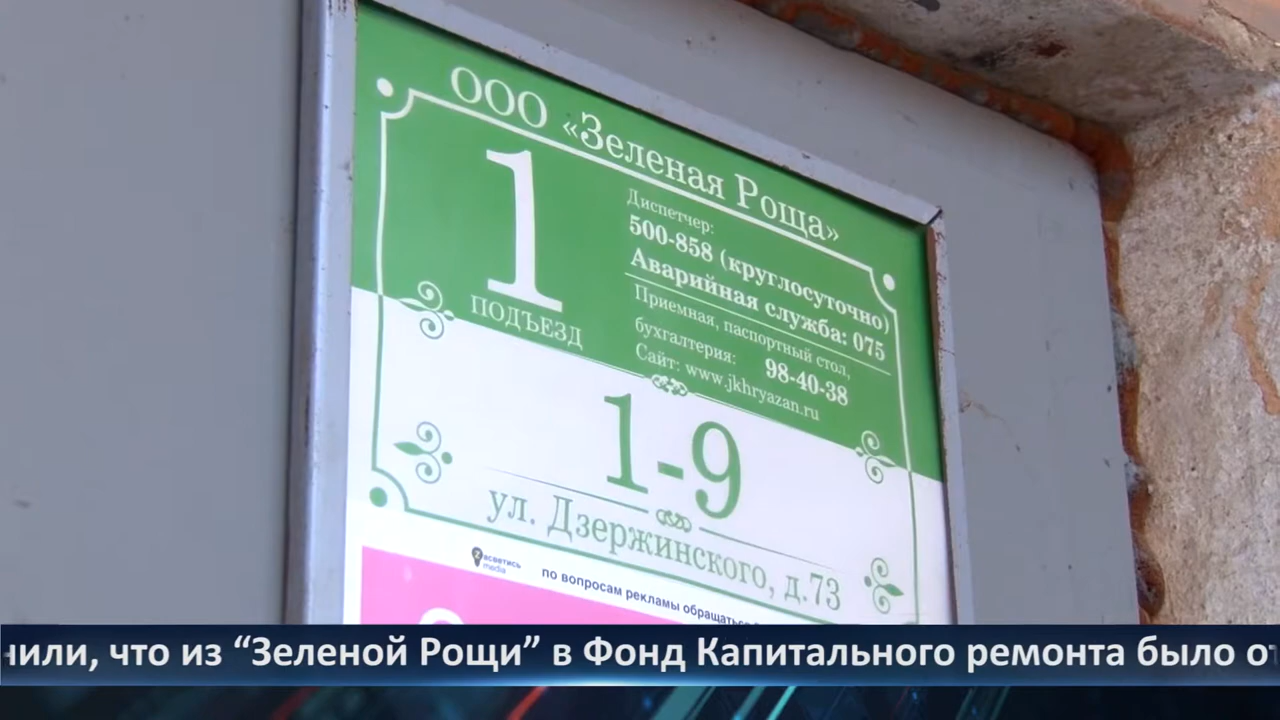 ООО «Зеленая Роща»
1
ПОДЪЕЗД
Диспетчер:
500-858 (круглосуточно)
Аварийная служба: 075
Приемная, паспортный стол,
бухгалтерия: 98-40-38
Сайт: www.jkhryazan.ru
1-9
ул. Дзержинского, д.73
засветись
media
по вопросам рекламы обращаться
что из “Зеленой Рощи” в Фонд Капитального ремонта было